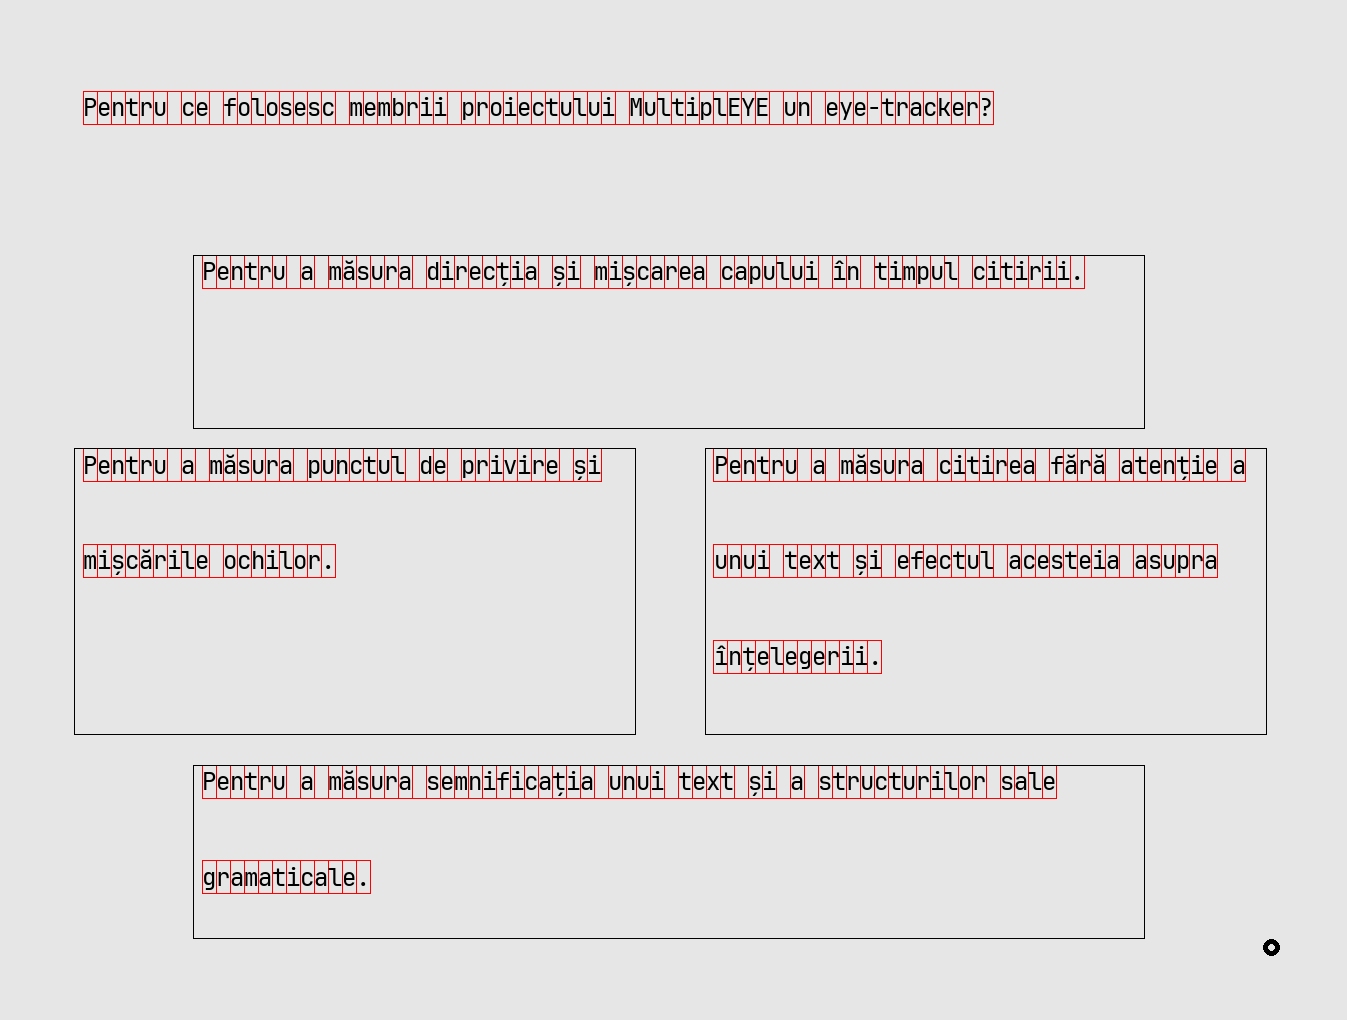 Pentru ce folosesc membrii proiectului MultiplEYE un eye-tracker?
Pentru a măsura direcția și mișcarea capului în timpul citirii.
Pentru a măsura punctul de privire și
mișcările ochilor.
Pentru a măsura citirea fără atenție a
unui text și efectul acesteia asupra
înțelegerii.
Pentru a măsura semnificația unui text și a structurilor sale
gramaticale.